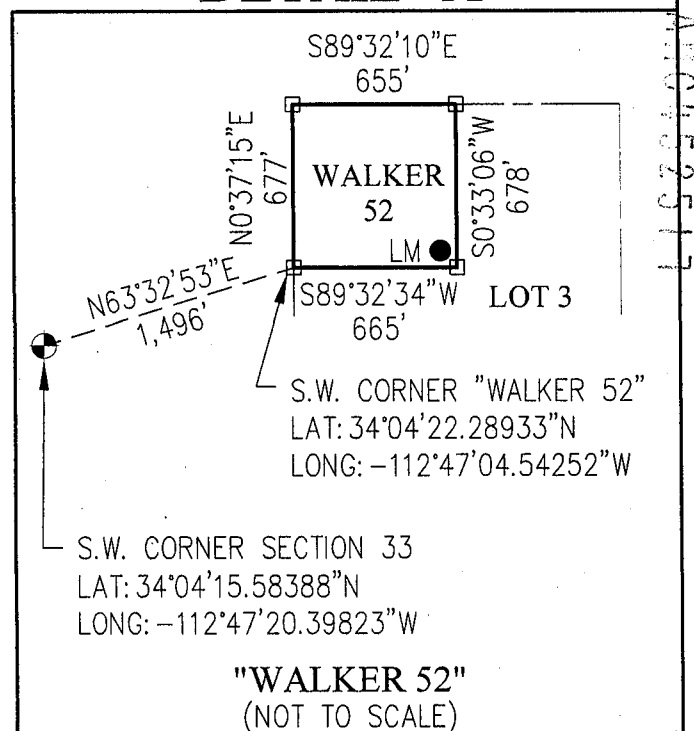 S89°32'10"E
655'
N0°37'15"E
677'
WALKER
52
S0°33'06"W
678'
LM
N63°32'53"E
1,496'
S89°32'34"W
665'
LOT 3
S.W. CORNER "WALKER 52"
LAT: 34°04'22.28933"N
LONG: -112°47'04.54252"W
S.W. CORNER SECTION 33
LAT: 34°04'15.58388"N
LONG: -112°47'20.39823"W
"WALKER 52"
(NOT TO SCALE)